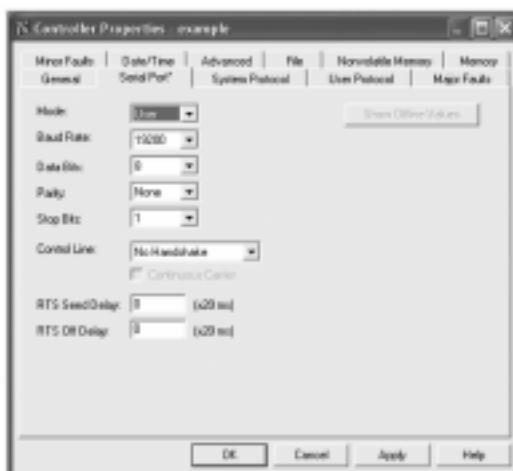 Controller Properties - example
Minor Faults Date/Time Advanced File Nonvolatile Memory Memory
General Serial Port* System Protocol User Protocol Major Faults
Mode: User Show Offline Values
Baud Rate: 19200
Data Bits: 8
Parity: None
Stop Bits: 1
Control Line: No Handshake
Continuous Carrier
RTS Send Delay: 0 (x20 ms)
RTS Off Delay: 0 (x20 ms)
OK Cancel Apply Help